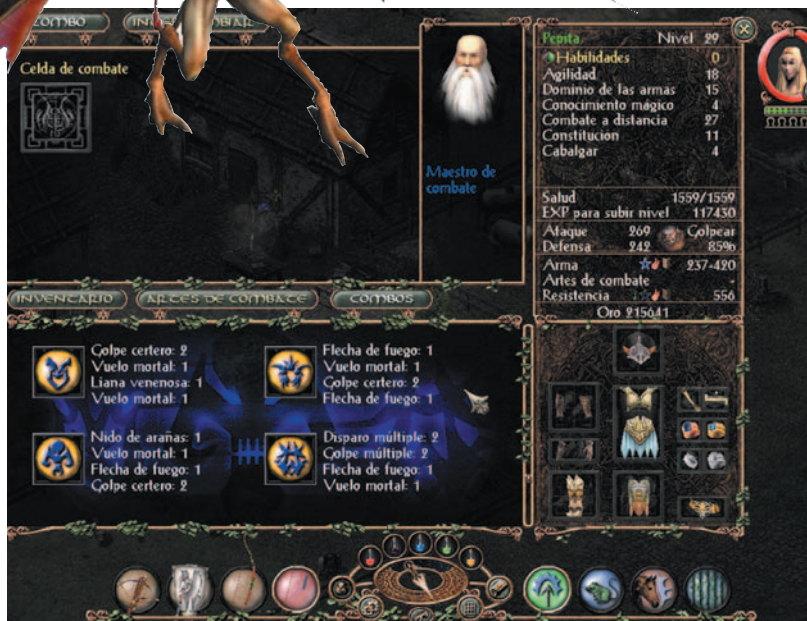 COMBO
Celda de combate
Maestro de
combate
Pepita Nivel 29
Habilidades 0
Agilidad 18
Dominio de las armas 15
Conocimiento mágico 4
Combate a distancia 27
Constitución 11
Cabalgar 4
Salud 1559/1559
EXP para subir nivel 117430
Ataque 269 Golpear
Defensa 242 85%
Arma 237-420
Artes de combate -
Resistencia 556
Oro 215641
INVENTARIO ARTES DE COMBATE COMBOS
Golpe certero: 2
Vuelo mortal: 1
Liana venenosa: 1
Vuelo mortal: 1
Flecha de fuego: 1
Vuelo mortal: 1
Golpe certero: 2
Flecha de fuego: 1
Nido de arañas: 1
Vuelo mortal: 1
Flecha de fuego: 1
Golpe certero: 2
Disparo múltiple: 2
Golpe múltiple: 2
Flecha de fuego: 1
Vuelo mortal: 1